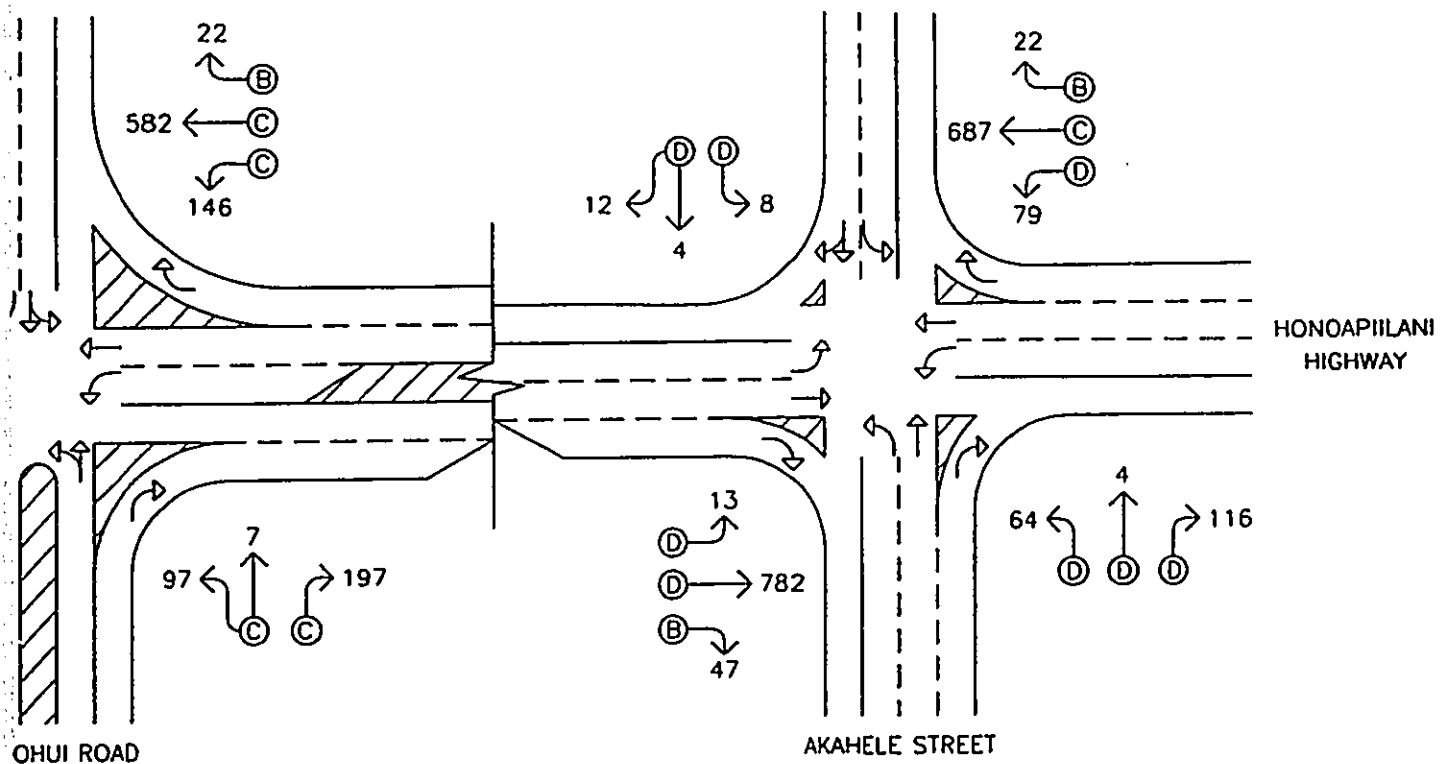 22
B
582 C
C
146
D D
12 8
4
22
B
687 C
D
79
HONOAPIILANI
HIGHWAY
7
97 197
C C
13
D
D 782
B
47
4
64 116
D D D
OHUI ROAD
AKAHELE STREET